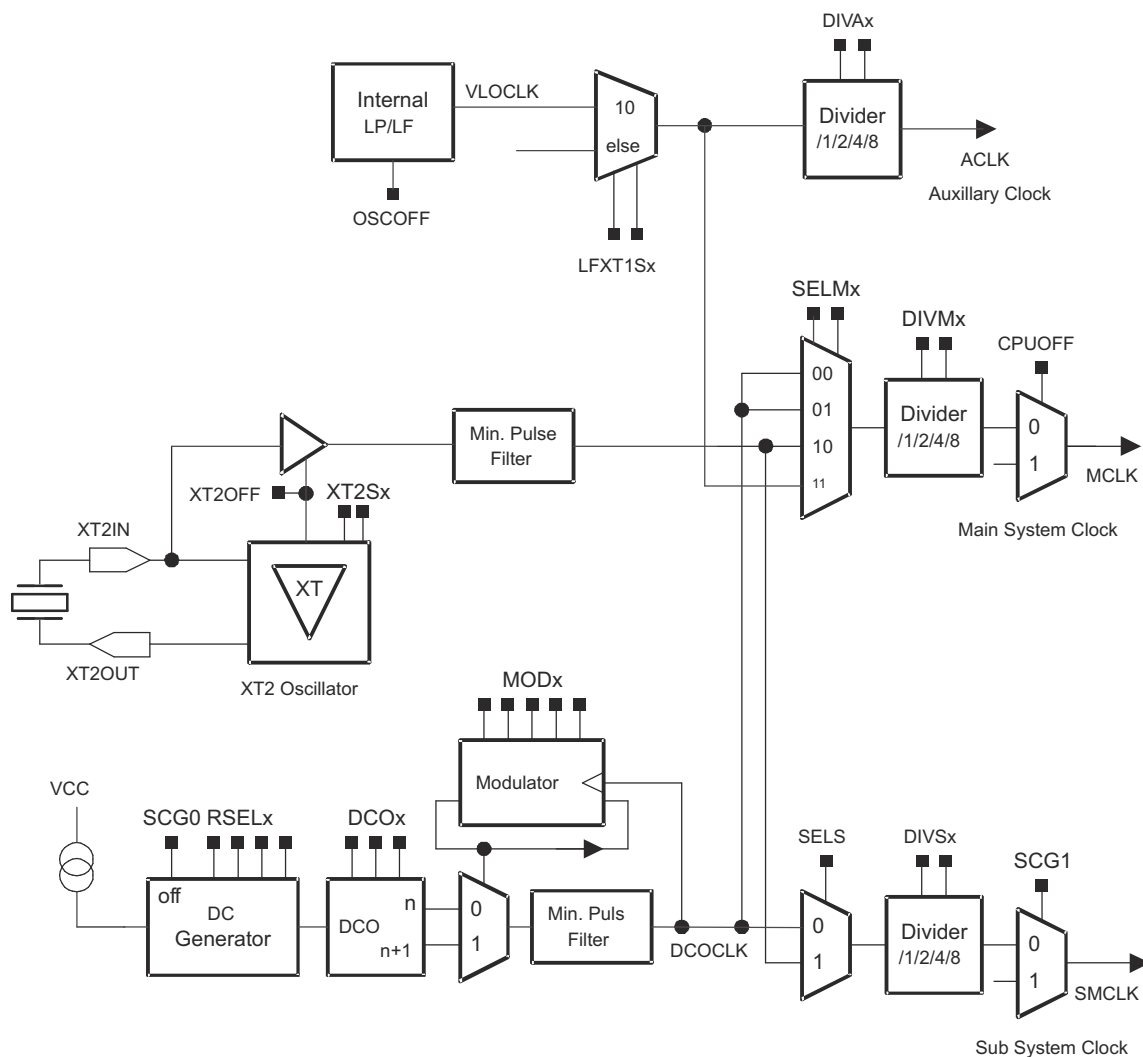 DIVAx
Internal
LP/LF
VLOCLK
10
else
Divider
/1/2/4/8
ACLK
Auxillary Clock
OSCOFF
LFXT1Sx
SELMx
DIVMx
CPUOFF
00
01
10
11
Divider
/1/2/4/8
0
1
MCLK
Main System Clock
Min. Pulse
Filter
XT2OFF
XT2Sx
XT2IN
XT
XT2OUT
XT2 Oscillator
MODx
Modulator
VCC
SCG0 RSELx
DCOx
off
DC
Generator
DCO
n
n+1
0
1
Min. Puls
Filter
DCOCLK
SELS
DIVSx
SCG1
0
1
Divider
/1/2/4/8
0
1
SMCLK
Sub System Clock